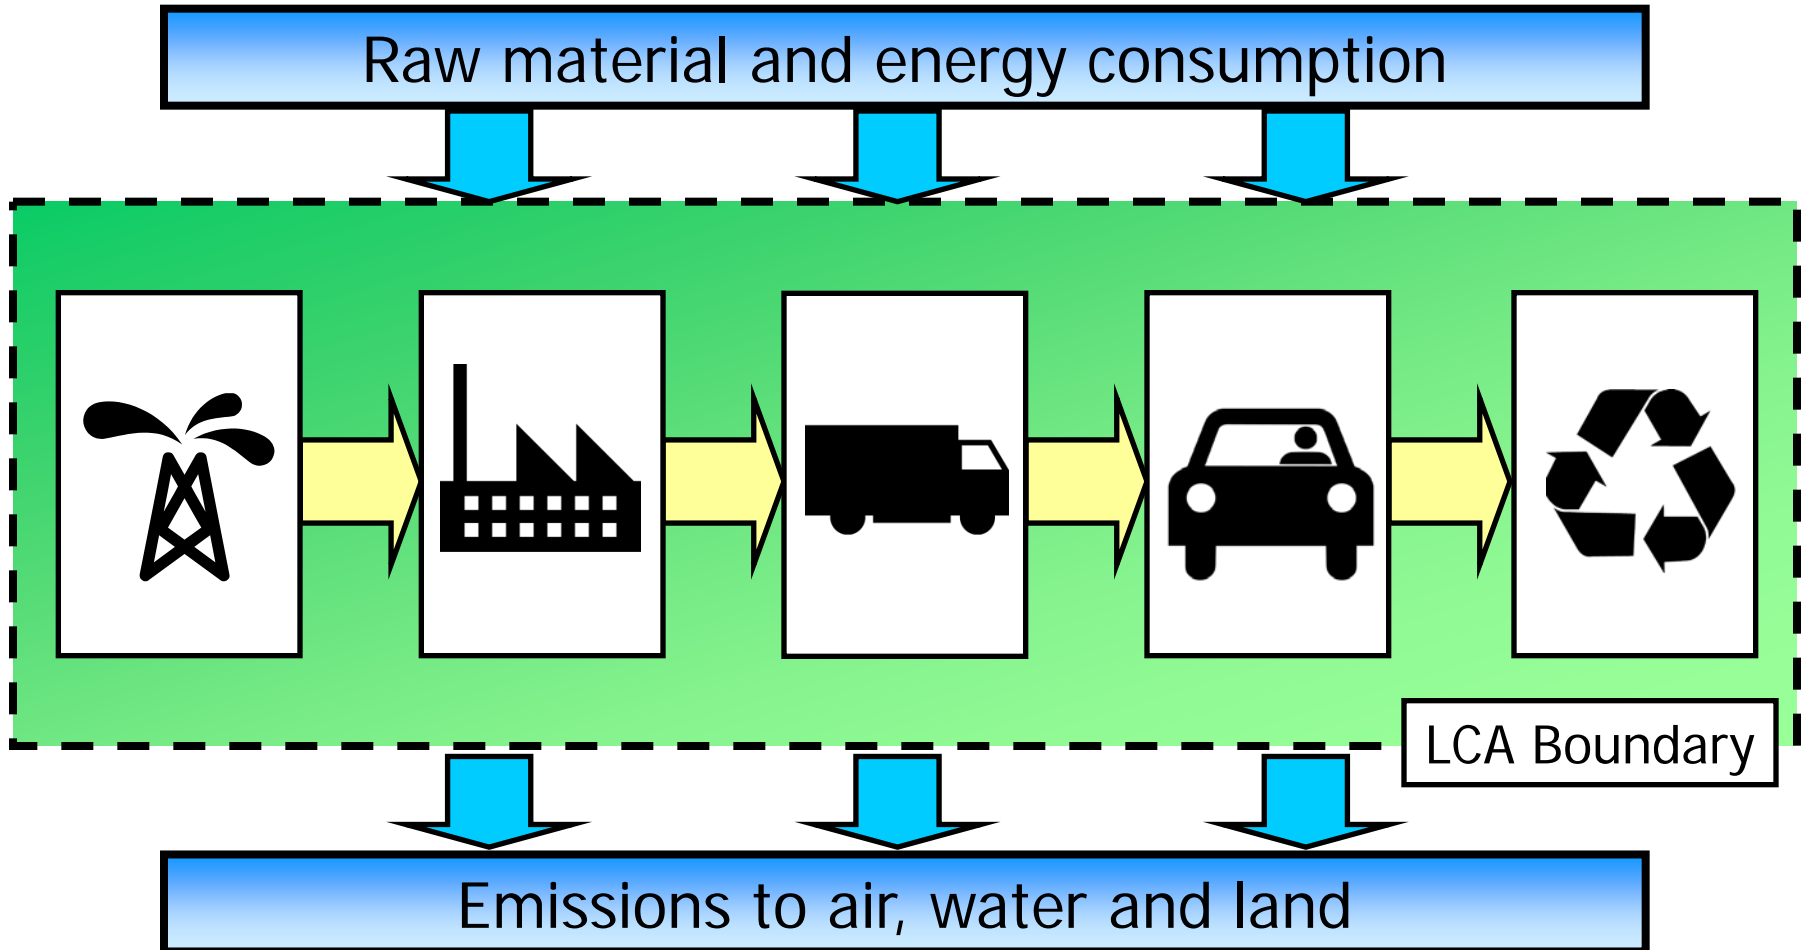 Raw material and energy consumption
LCA Boundary
Emissions to air, water and land